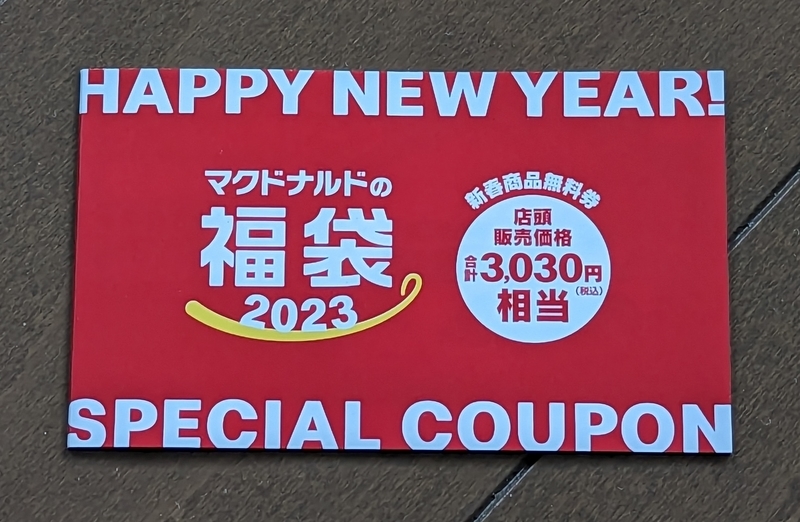 HAPPY NEW YEAR!
マクドナルドの
福袋
2023
新春商品無料券
店頭
販売価格
合計3,030円
(税込)
相当
SPECIAL COUPON